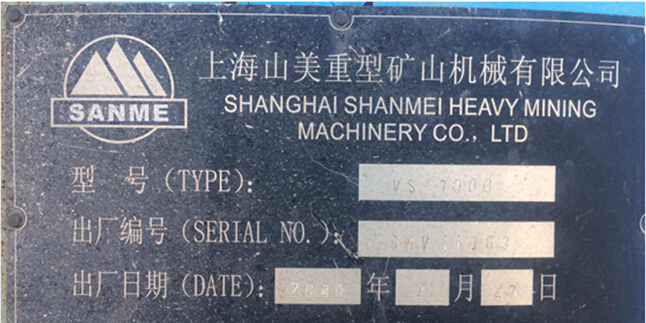 SANME
上海山美重型矿山机械有限公司
SHANGHAI SHANMEI HEAVY MINING
MACHINERY CO., LTD
型 号 (TYPE):
出厂编号 (SERIAL NO.):
出厂日期 (DATE): 年 月 日